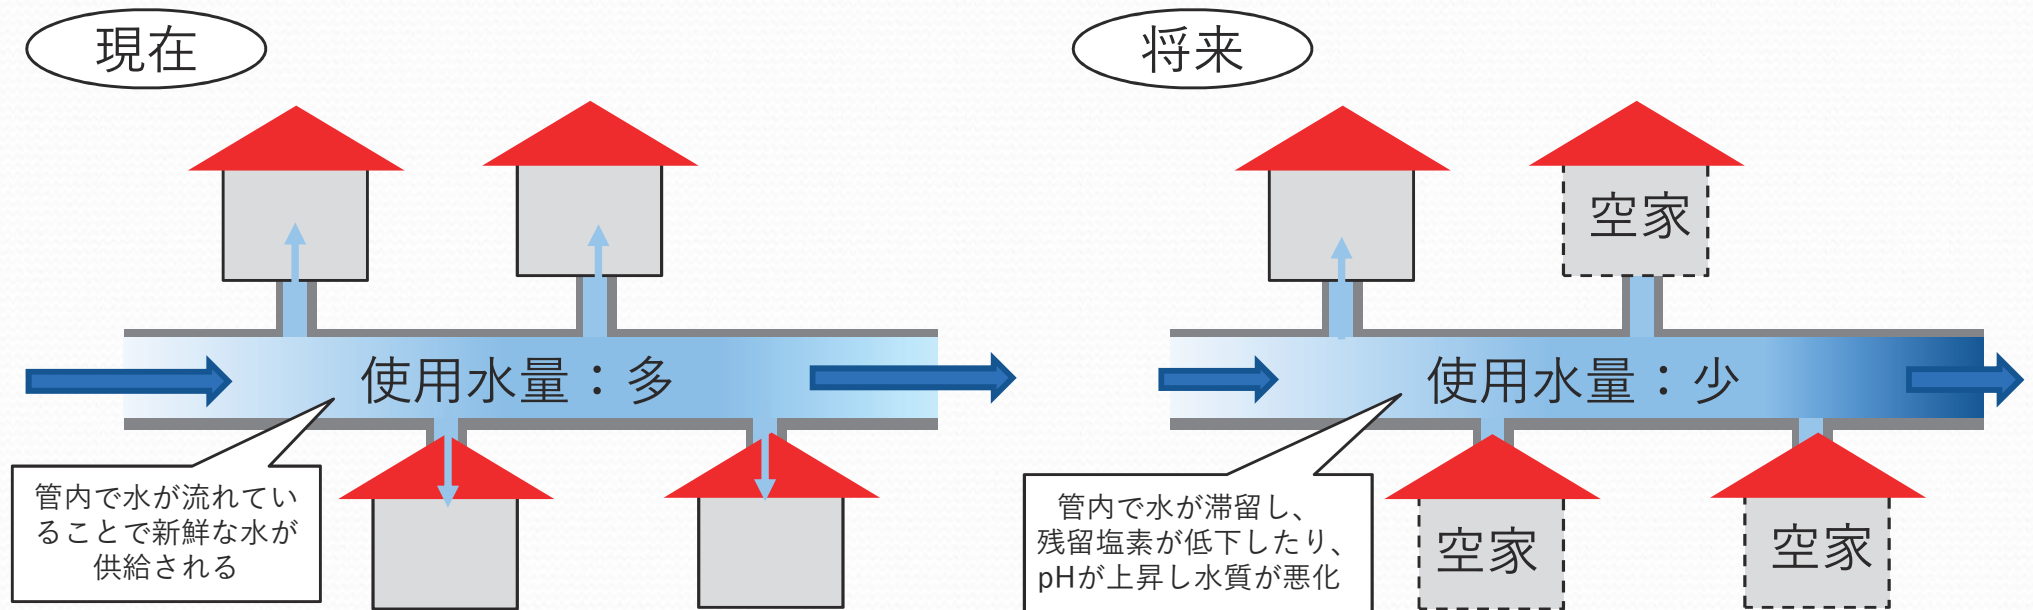 現在
使用水量：多
管内で水が流れてい
ることで新鮮な水が
供給される
将来
空家
使用水量：少
管内で水が滞留し、
残留塩素が低下したり、
pHが上昇し水質が悪化
空家
空家